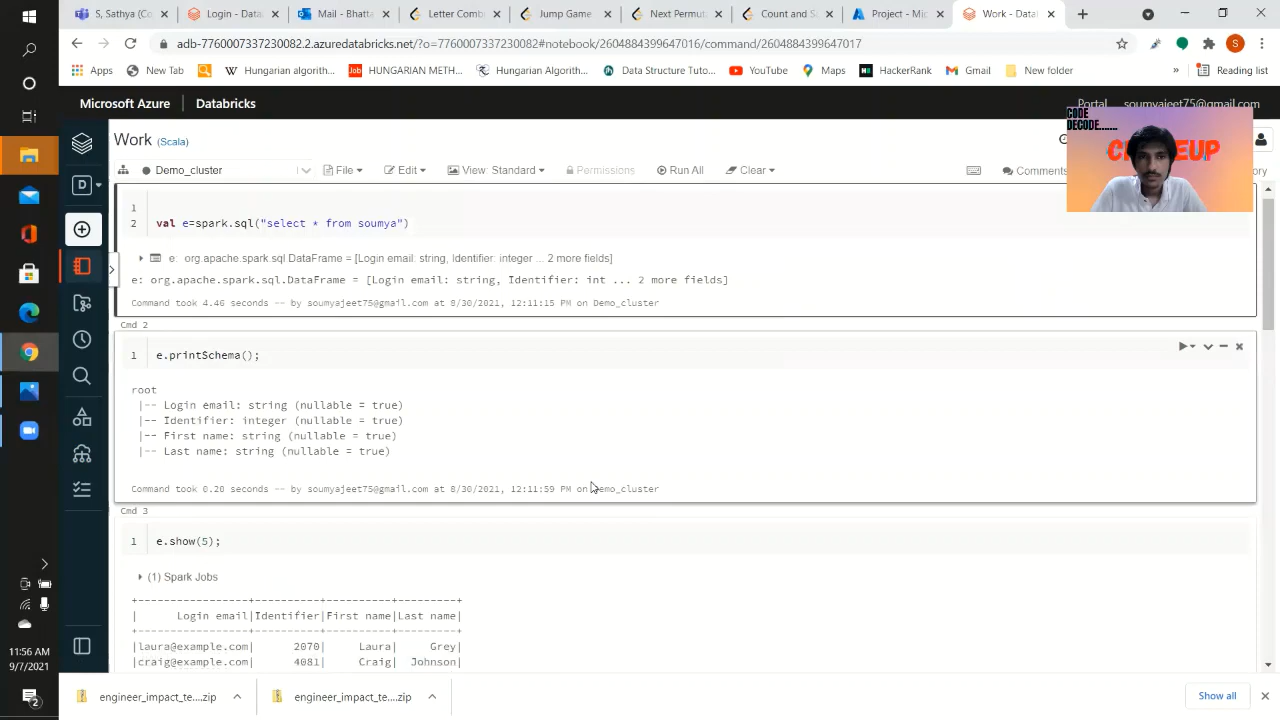 S, Sathya (Co
Login - Data
Mail - Bhatta
Letter Comb
Jump Game
Next Permut
Count and S
Project - Mic
Work - Datab
adb-7760007337230082.2.azuredatabricks.net/?o=7760007337230082#notebook/2604884399647016/command/2604884399647017
Apps
New Tab
Hungarian algorith...
HUNGARIAN METH...
Hungarian Algorith...
Data Structure Tuto...
YouTube
Maps
HackerRank
Gmail
New folder
»
Reading list
Microsoft Azure | Databricks
Portal
soumyajeet75@gmail.com
CODE
DECODE.......
Work (Scala)
Demo_cluster
File
Edit
View: Standard
Permissions
Run All
Clear
Comments
1
2 val e=spark.sql("select * from soumya")
e: org.apache.spark.sql.DataFrame = [Login email: string, Identifier: integer ... 2 more fields]
e: org.apache.spark.sql.DataFrame = [Login email: string, Identifier: int ... 2 more fields]
Command took 4.46 seconds -- by soumyajeet75@gmail.com at 8/30/2021, 12:11:15 PM on Demo_cluster
Cmd 2
1 e.printSchema();
root
|-- Login email: string (nullable = true)
|-- Identifier: integer (nullable = true)
|-- First name: string (nullable = true)
|-- Last name: string (nullable = true)
Command took 0.20 seconds -- by soumyajeet75@gmail.com at 8/30/2021, 12:11:59 PM on Demo_cluster
Cmd 3
1 e.show(5);
(1) Spark Jobs
+-----------------+----------+----------+---------+
| Login email|Identifier|First name|Last name|
+-----------------+----------+----------+---------+
|laura@example.com| 2070| Laura| Grey|
|craig@example.com| 4081| Craig| Johnson|
11:56 AM
9/7/2021
2
engineer_impact_te....zip
engineer_impact_te....zip
Show all